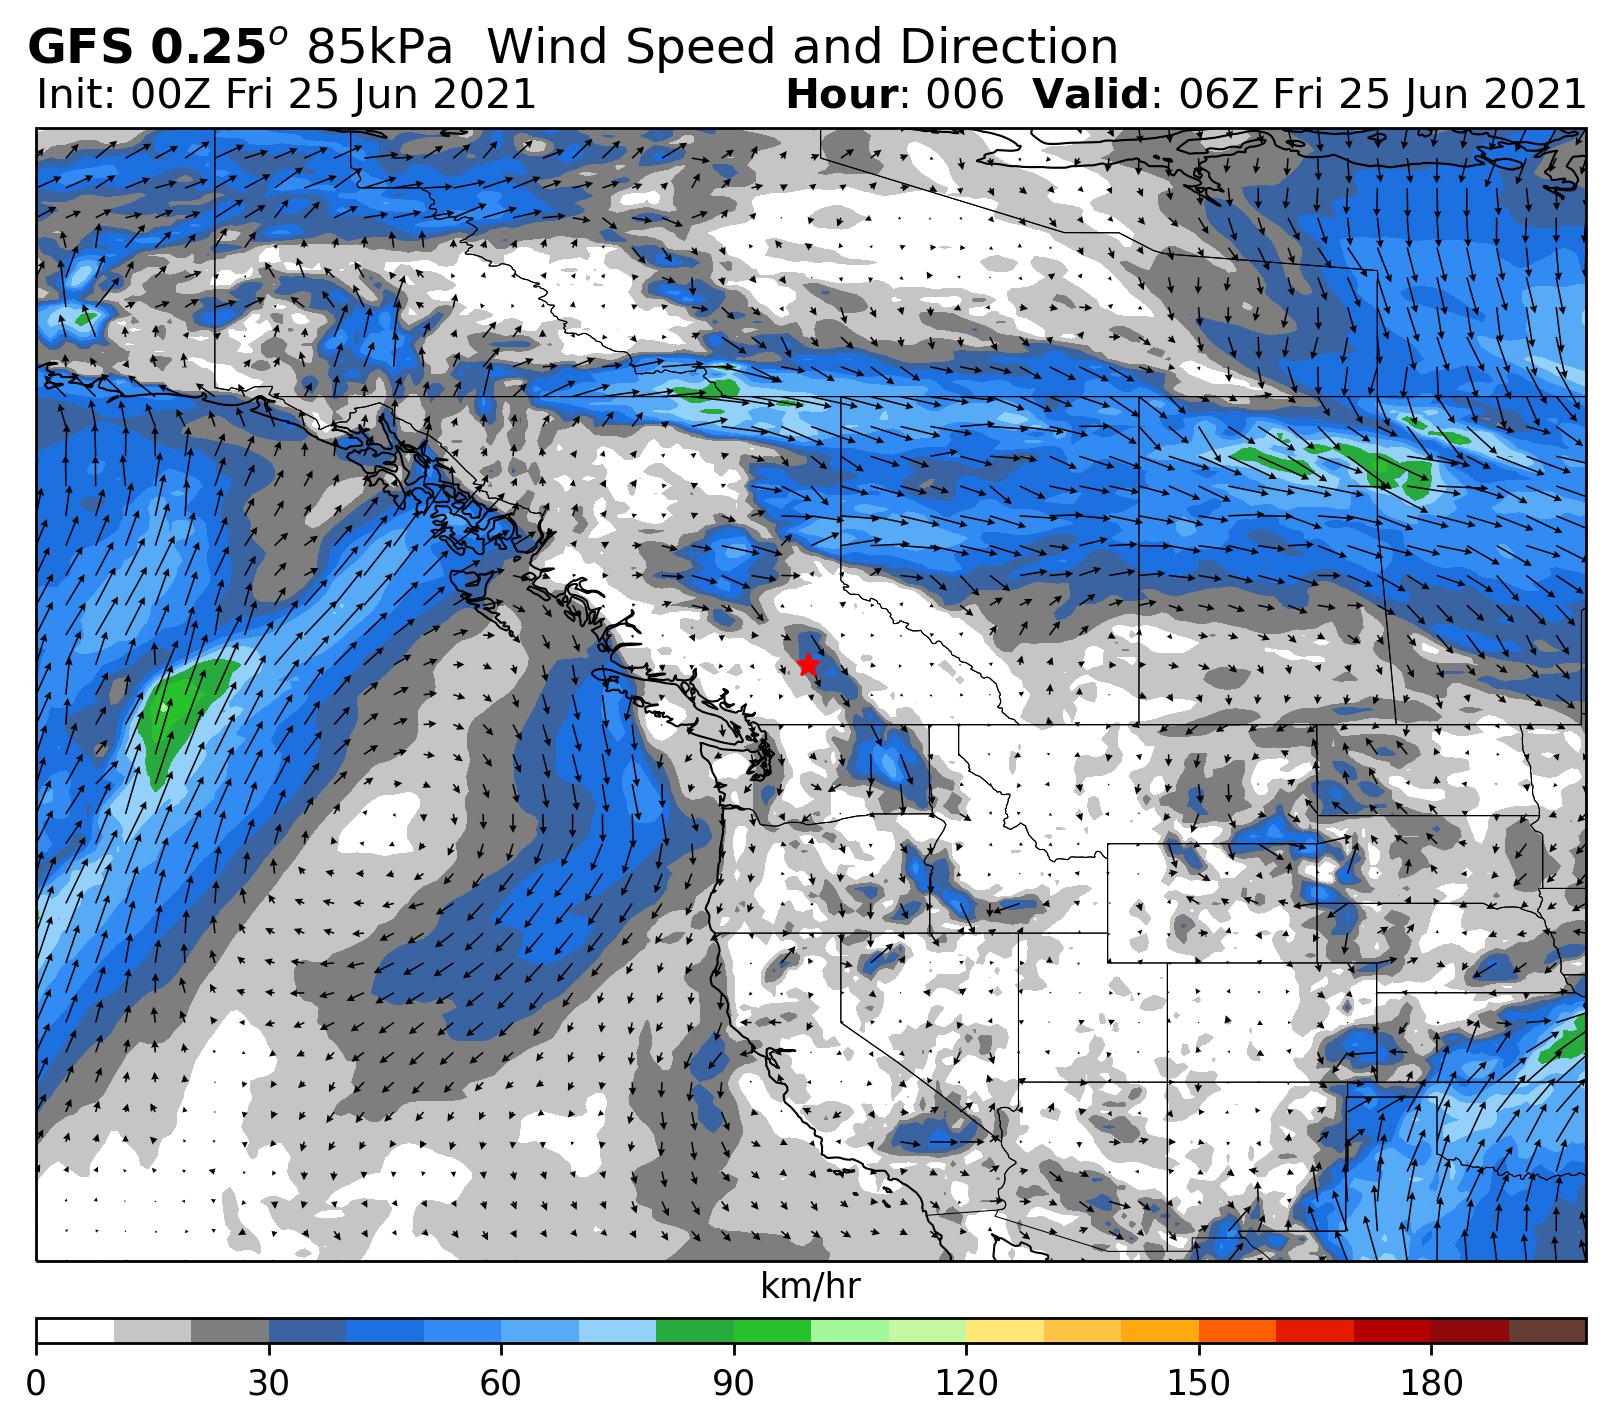 GFS 0.25° 85kPa Wind Speed and Direction
Init: 00Z Fri 25 Jun 2021 Hour: 006 Valid: 06Z Fri 25 Jun 2021
km/hr
0 30 60 90 120 150 180